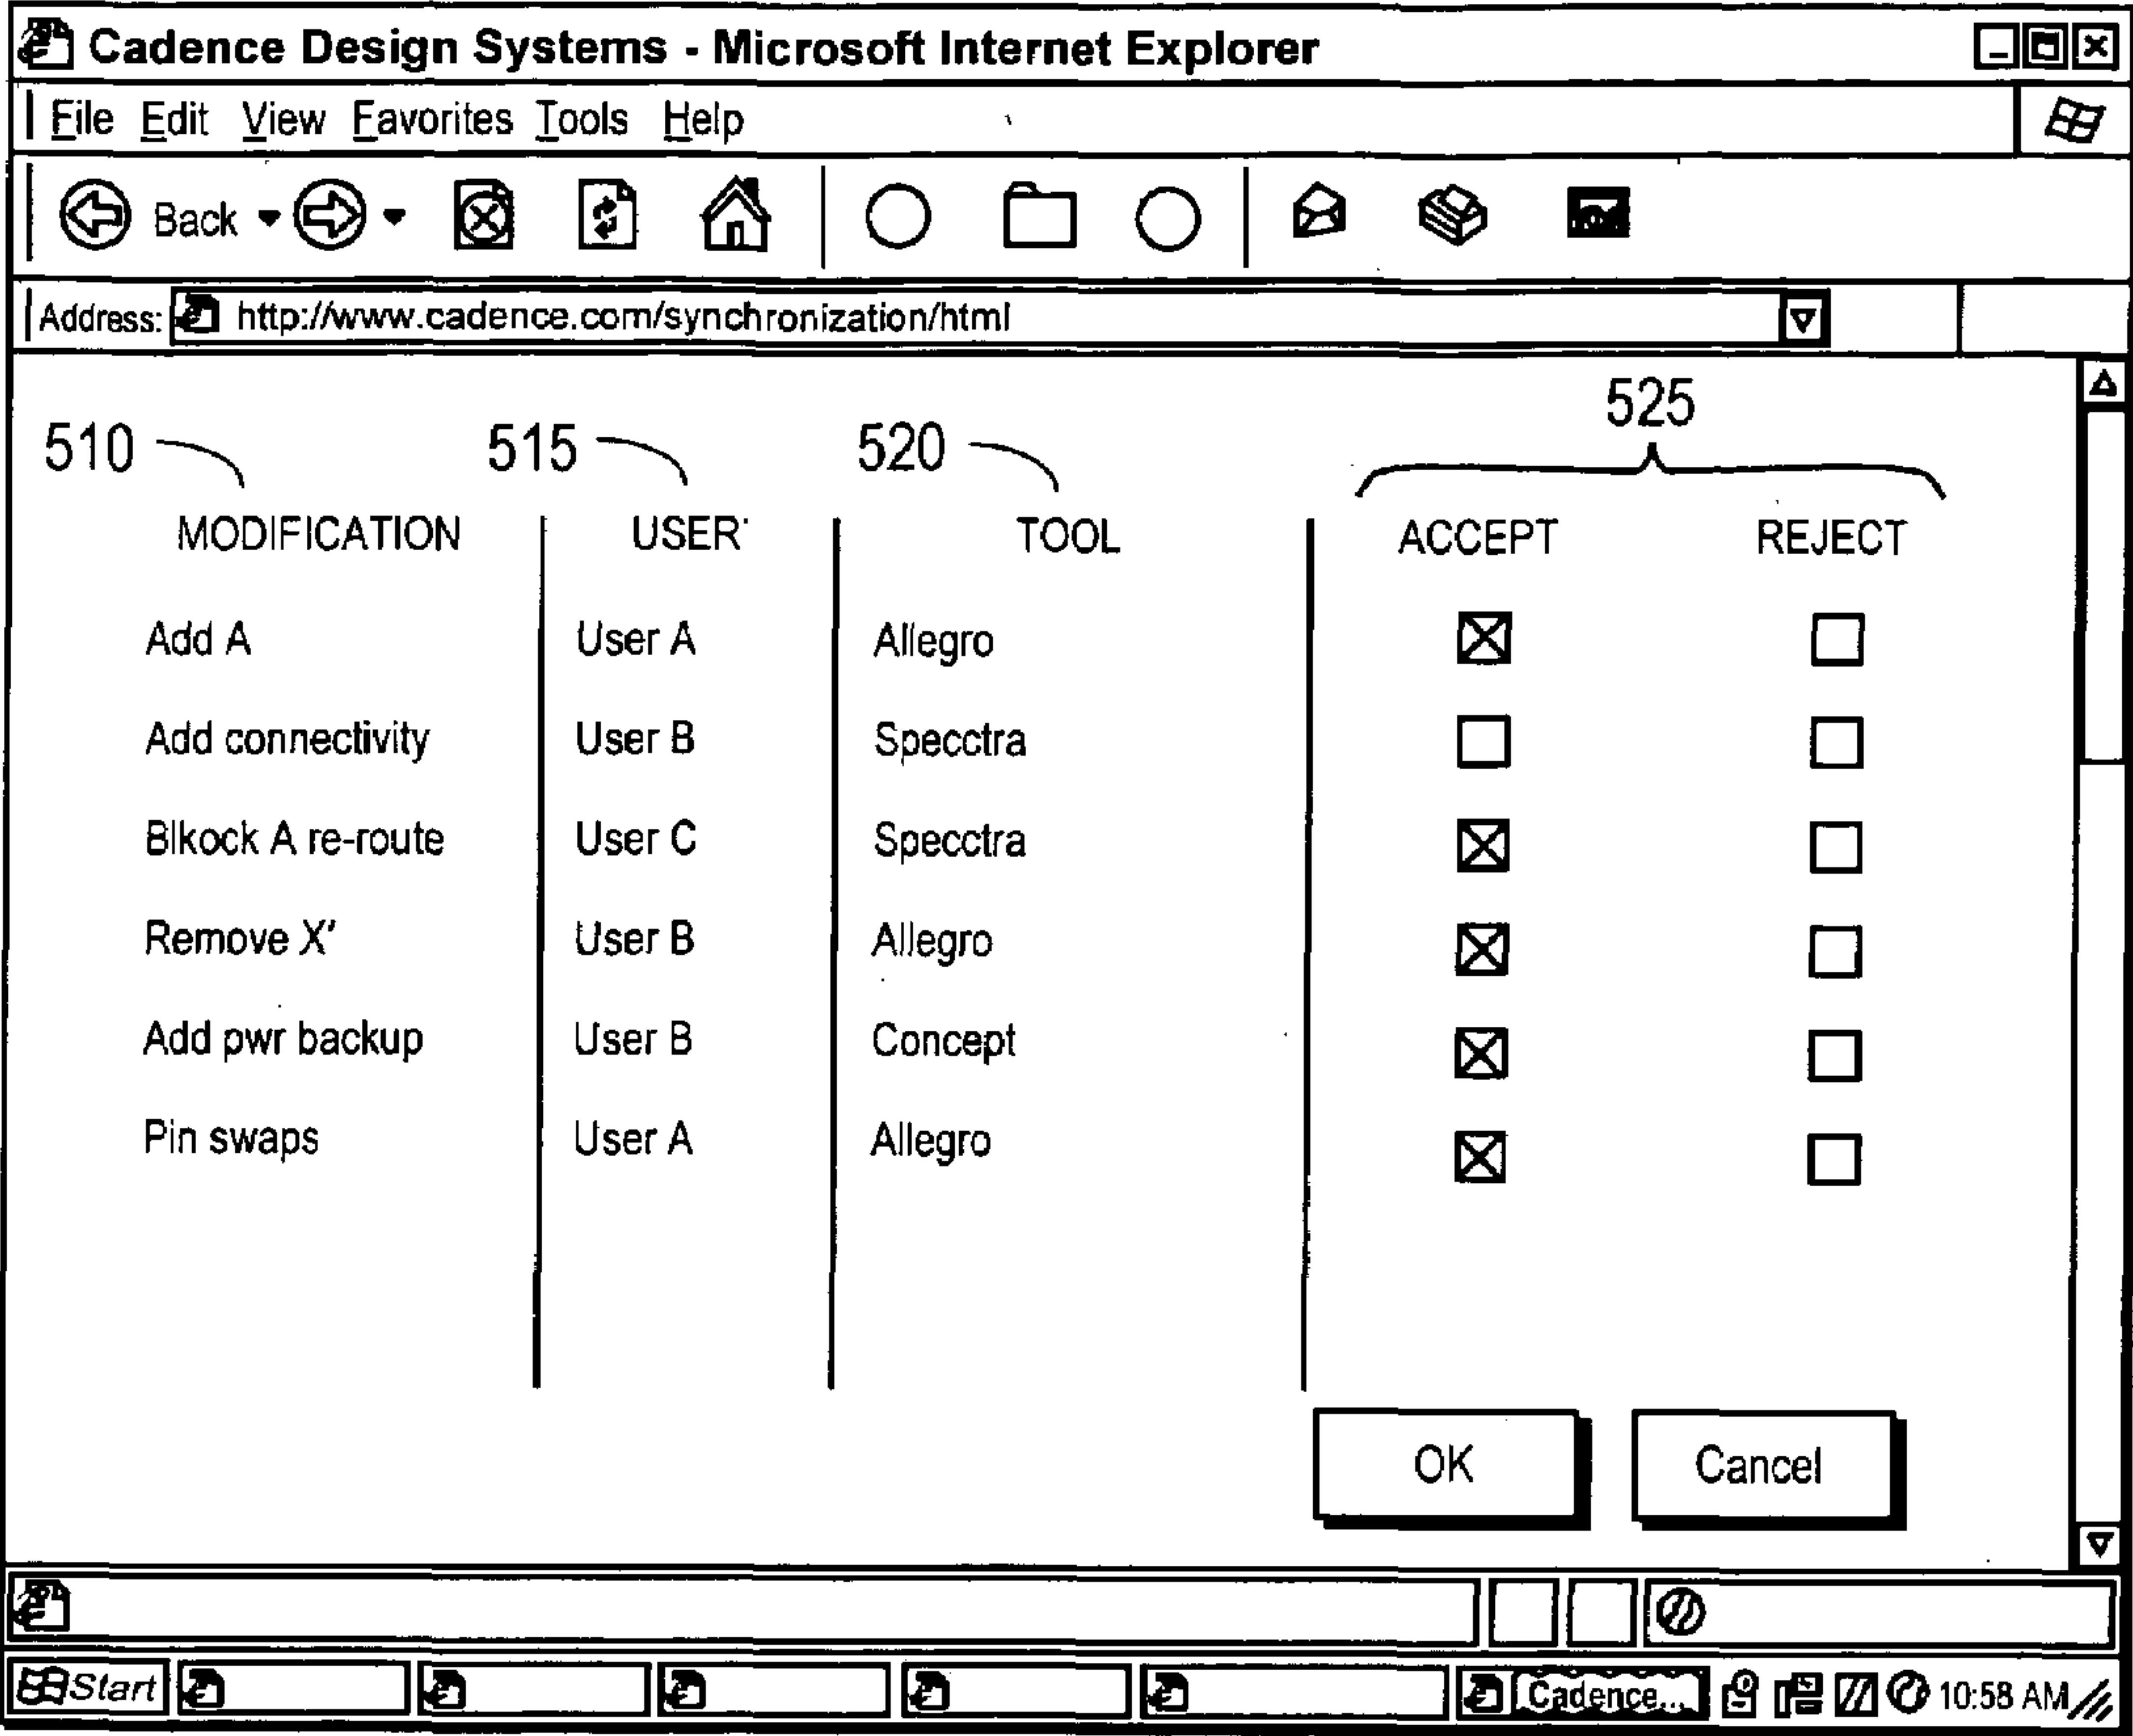 Cadence Design Systems - Microsoft Internet Explorer
File Edit View Favorites Tools Help
Back
Address: http://www.cadence.com/synchronization/html
525
510 515 520
MODIFICATION USER TOOL ACCEPT REJECT
Add A User A Allegro
Add connectivity User B Specctra
Blkock A re-route User C Specctra
Remove X' User B Allegro
Add pwr backup User B Concept
Pin swaps User A Allegro
OK Cancel
Start Cadence... 10:58 AM